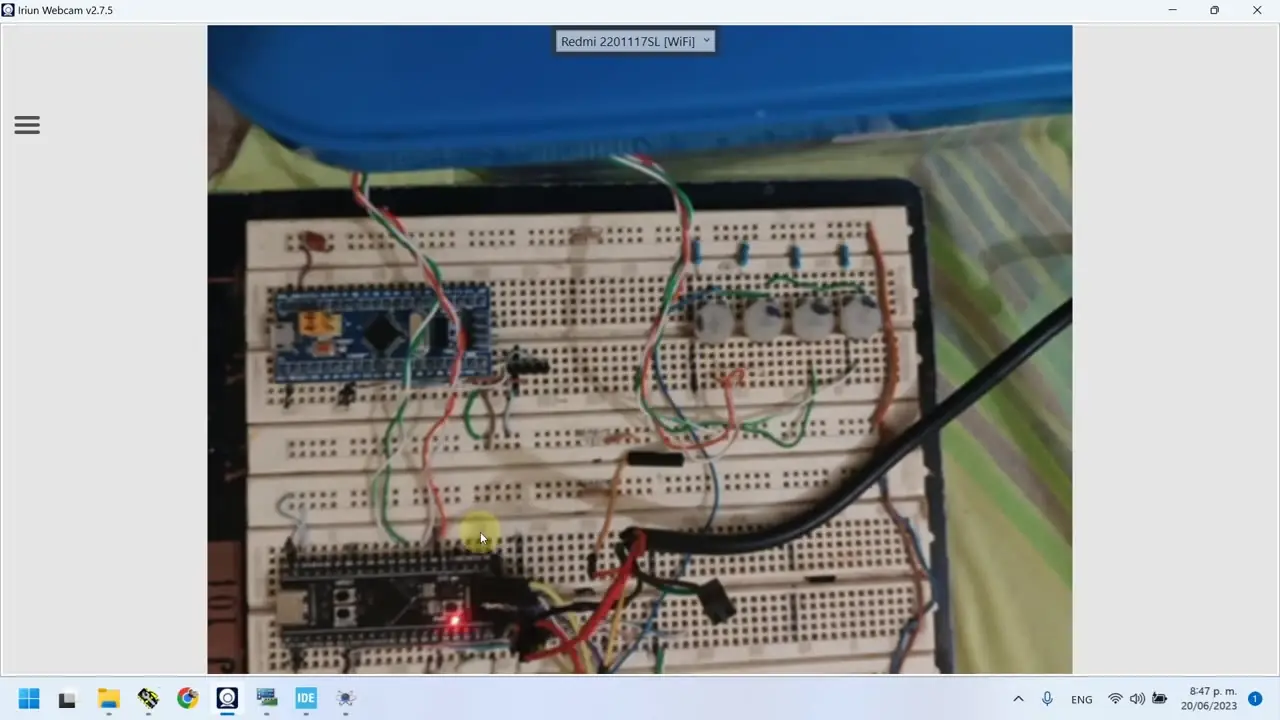 Iriun Webcam v2.7.5
Redmi 2201117SL [WiFi]
IDE
ENG
8:47 p. m.
20/06/2023
1